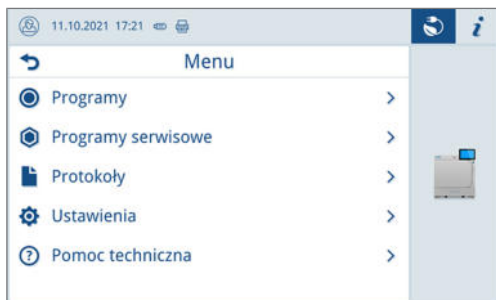 11.10.2021 17:21
i
Menu
Programy
Programy serwisowe
Protokoły
Ustawienia
Pomoc techniczna